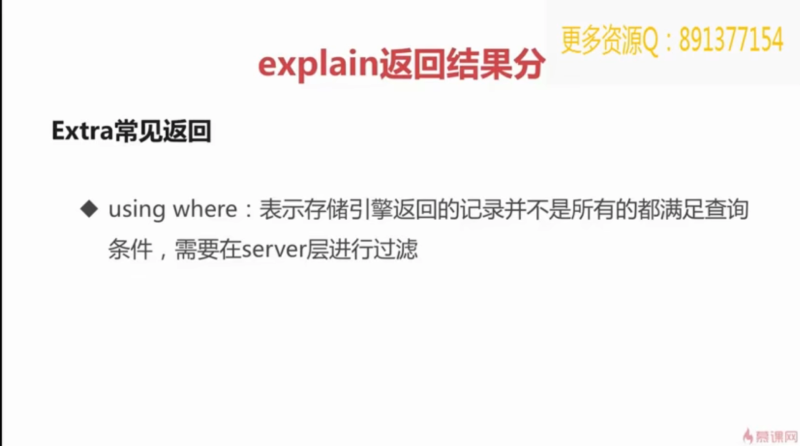 更多资源Q：891377154
explain返回结果分
Extra常见返回
◆ using where：表示存储引擎返回的记录并不是所有的都满足查询
条件，需要在server层进行过滤
慕课网